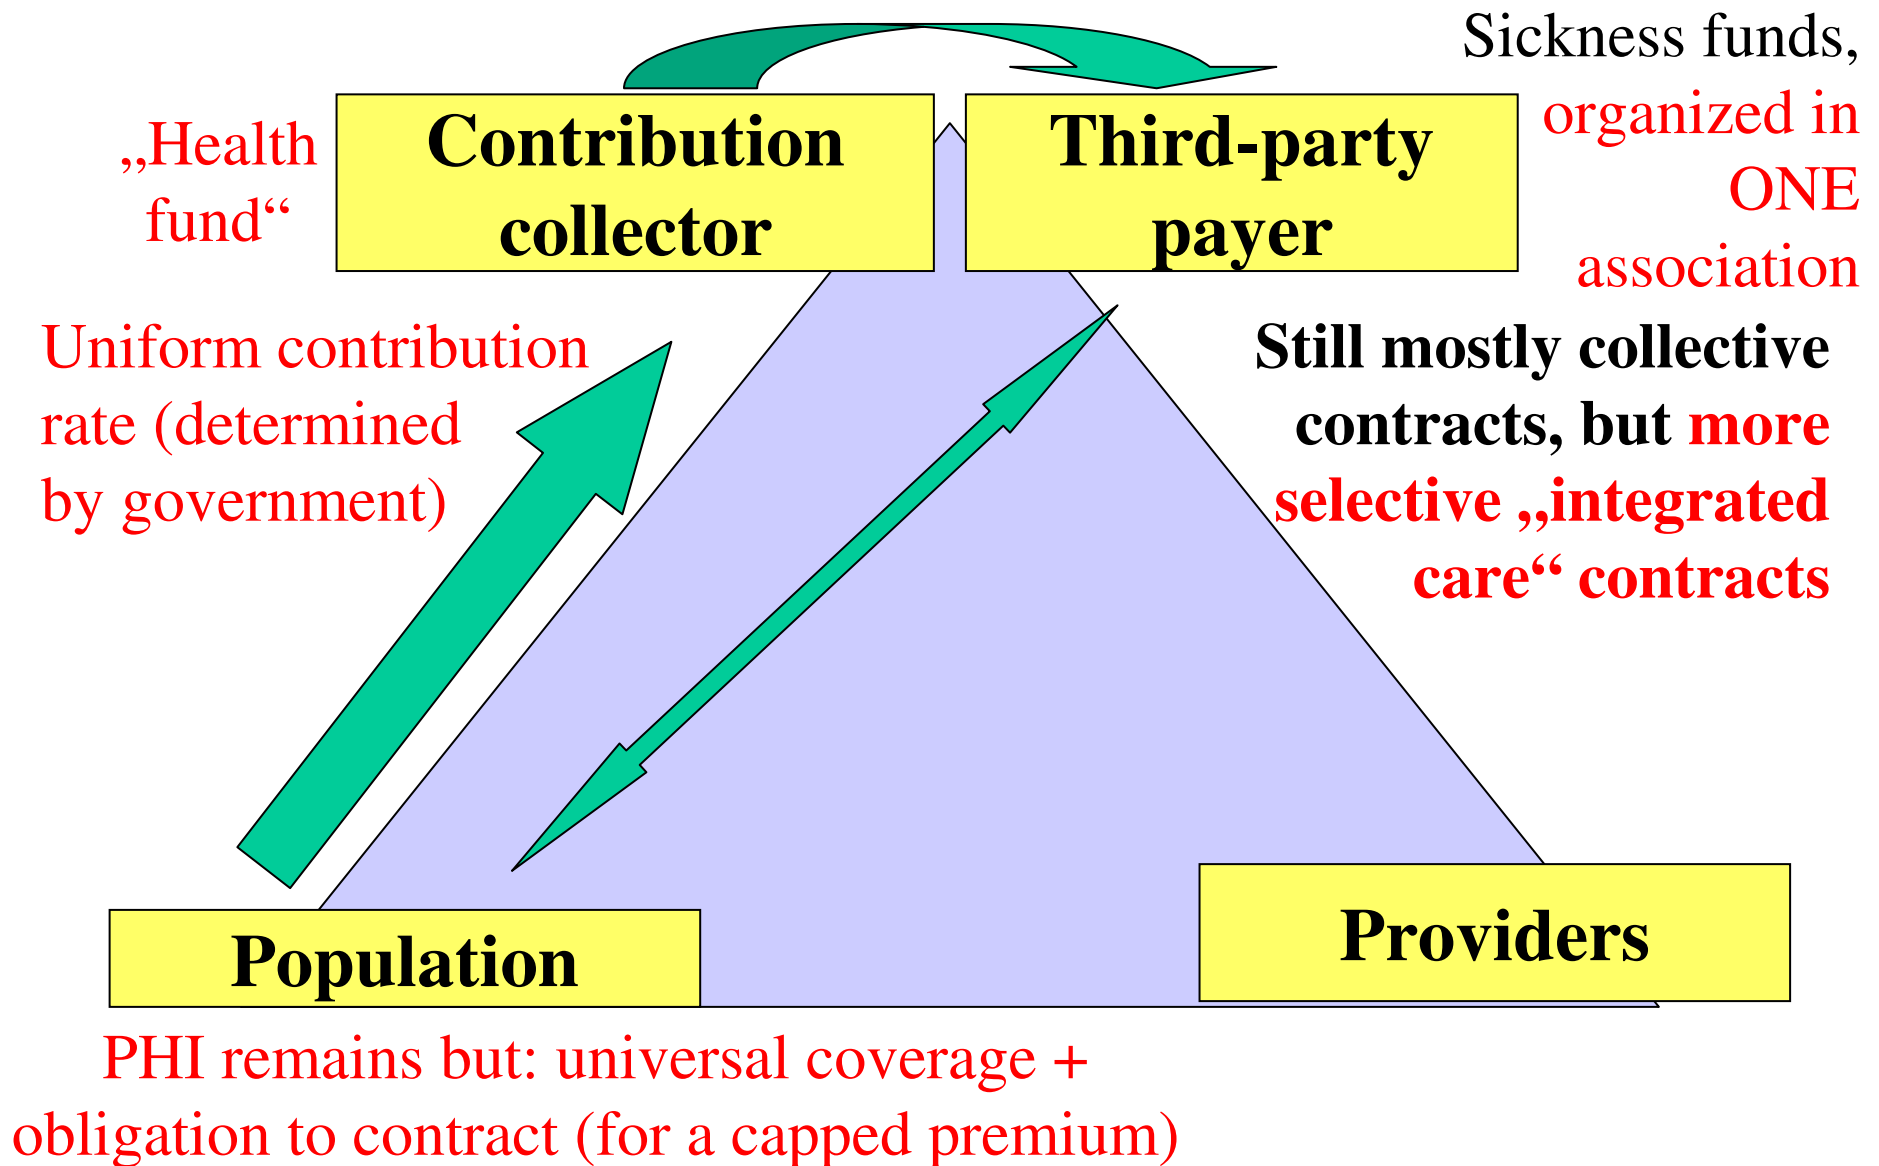 „Health
fund“
Contribution
collector
Third-party
payer
Sickness funds,
organized in
ONE
association
Uniform contribution
rate (determined
by government)
Still mostly collective
contracts, but more
selective „integrated
care“ contracts
Population
Providers
PHI remains but: universal coverage +
obligation to contract (for a capped premium)